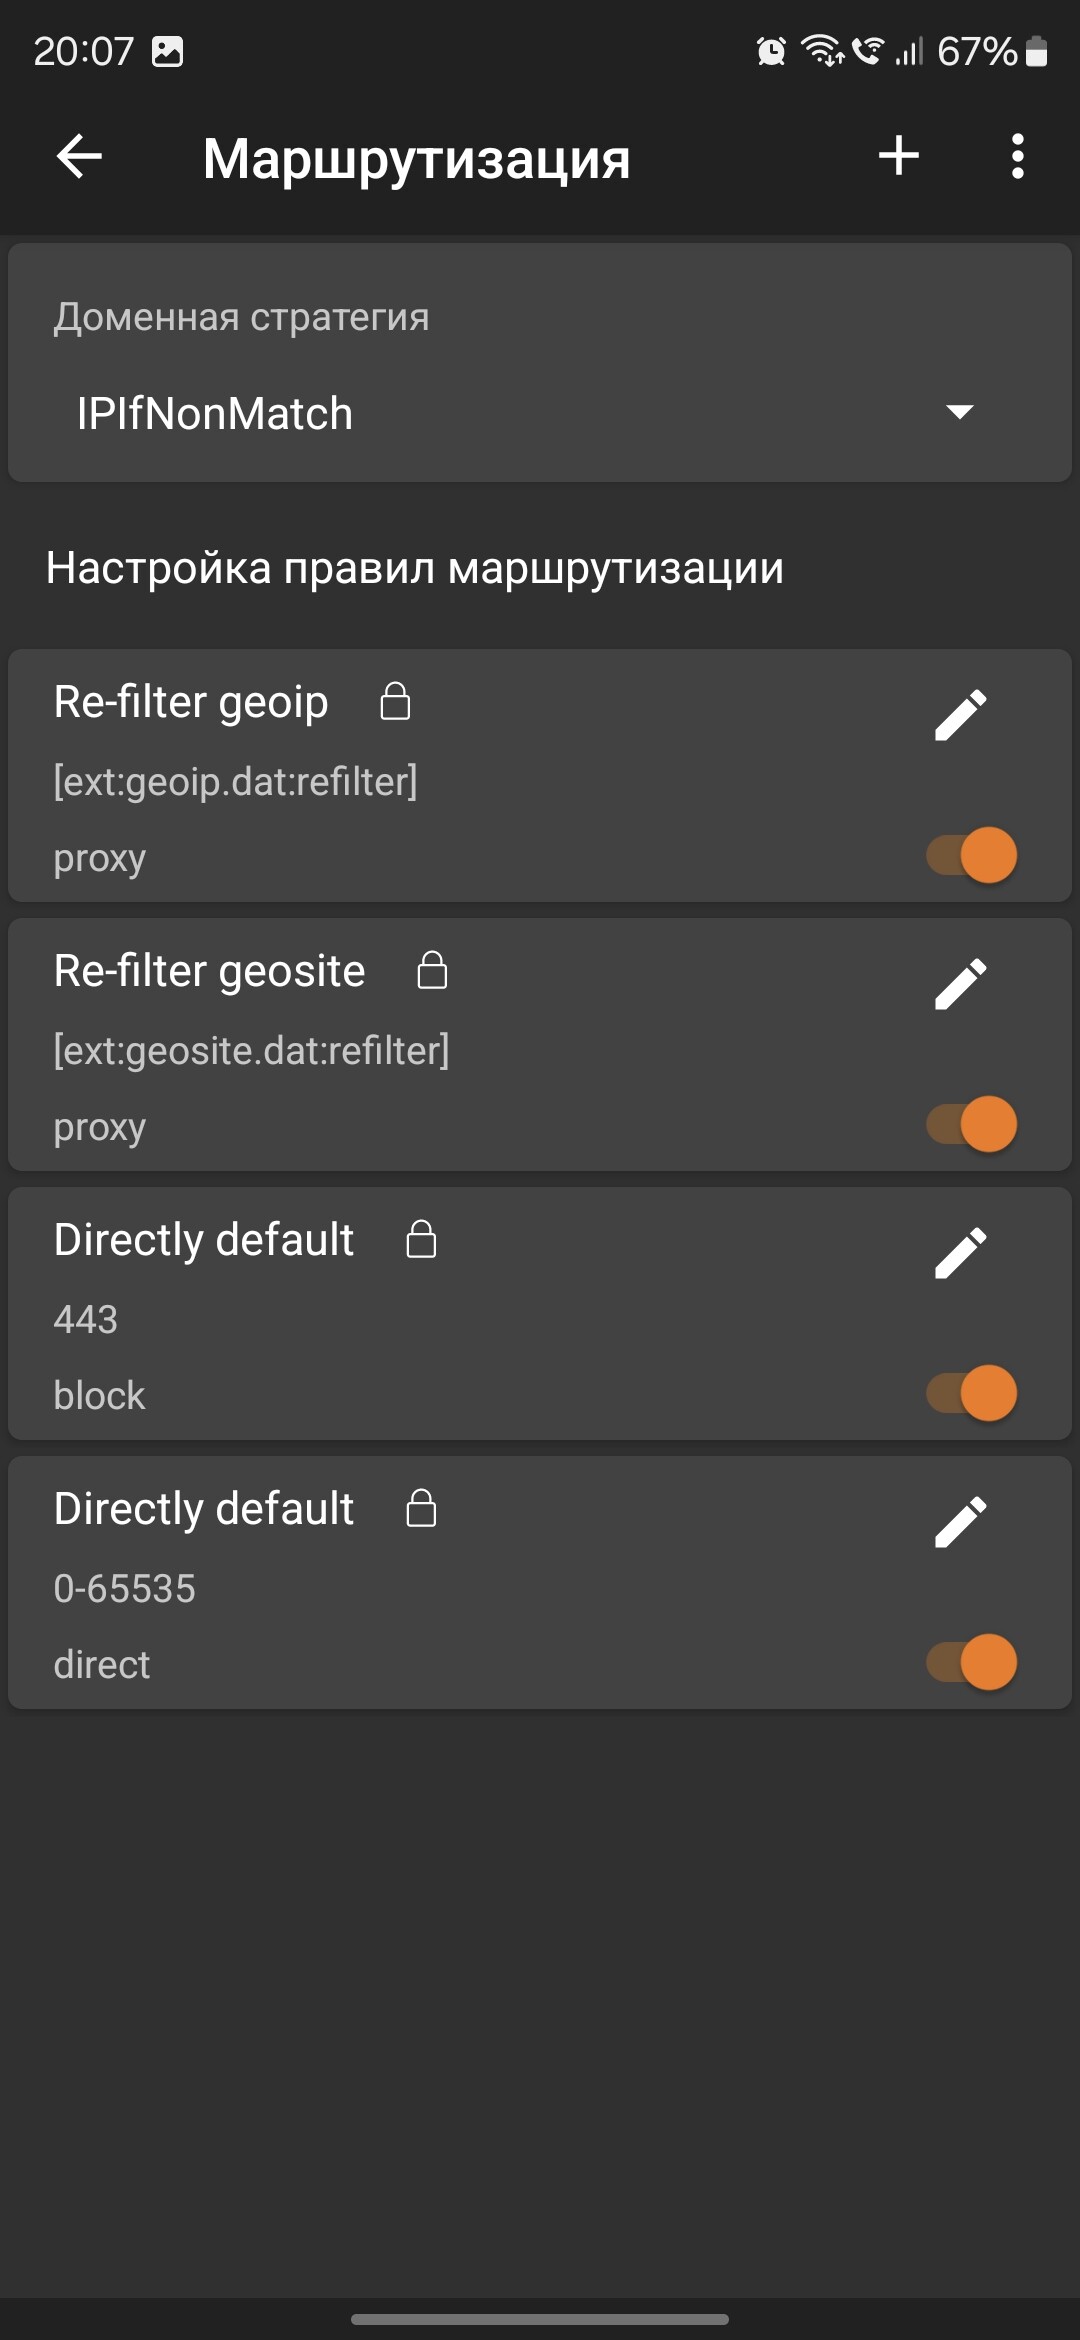 20:07
67%
Маршрутизация
Доменная стратегия
IPIfNonMatch
Настройка правил маршрутизации
Re-filter geoip
[ext:geoip.dat:refilter]
proxy
Re-filter geosite
[ext:geosite.dat:refilter]
proxy
Directly default
443
block
Directly default
0-65535
direct